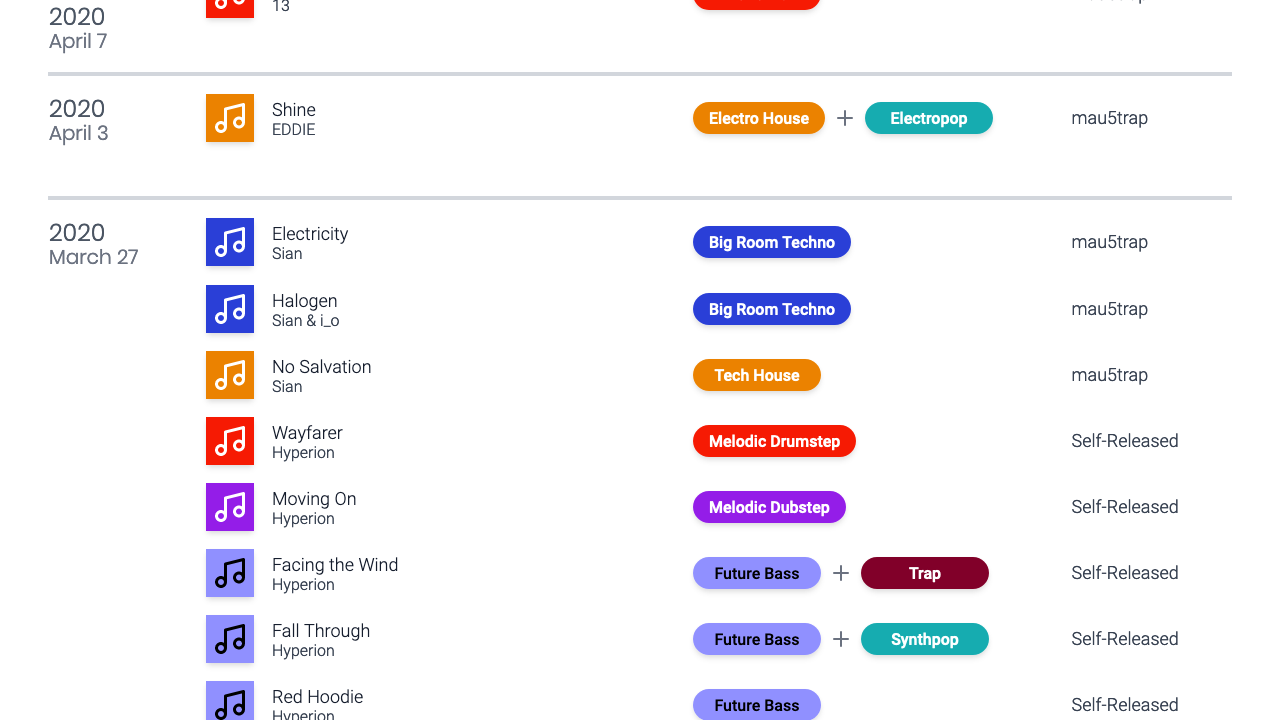 2020
April 7
13
2020
April 3
Shine
EDDIE
Electro House + Electropop
mau5trap
2020
March 27
Electricity
Sian
Big Room Techno
mau5trap
Halogen
Sian & i_o
Big Room Techno
mau5trap
No Salvation
Sian
Tech House
mau5trap
Wayfarer
Hyperion
Melodic Drumstep
Self-Released
Moving On
Hyperion
Melodic Dubstep
Self-Released
Facing the Wind
Hyperion
Future Bass + Trap
Self-Released
Fall Through
Hyperion
Future Bass + Synthpop
Self-Released
Red Hoodie
Hyperion
Future Bass
Self-Released